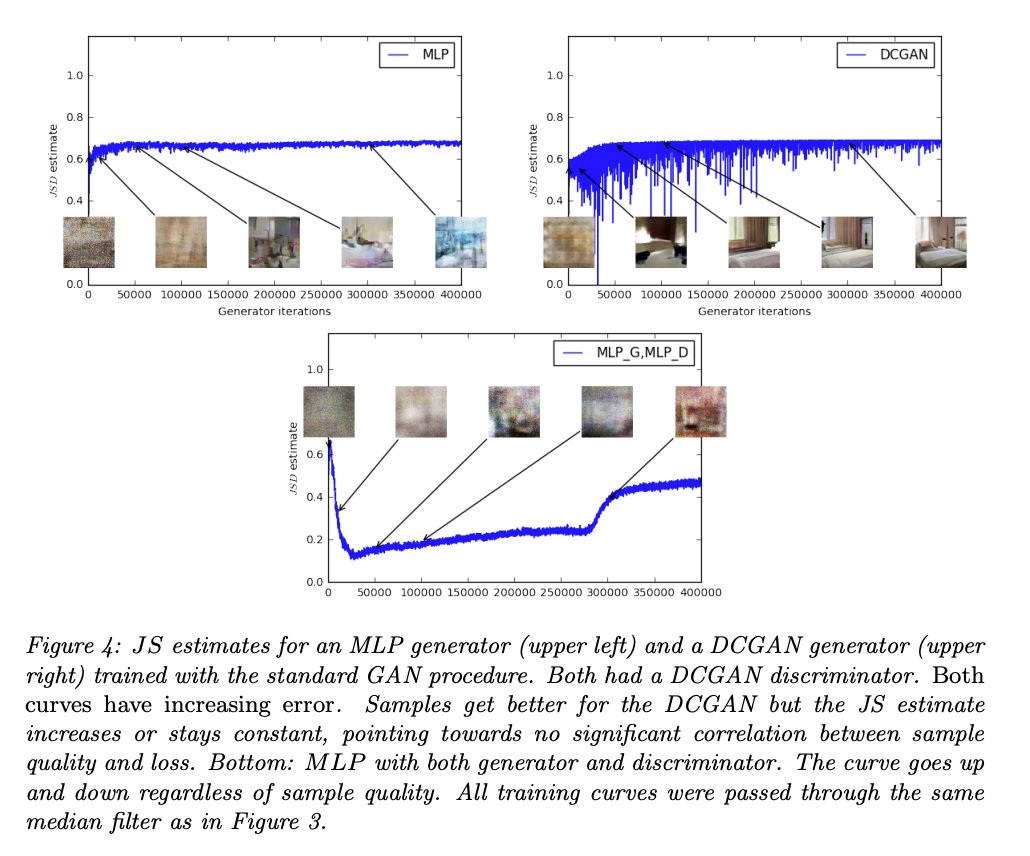 MLP
1.0
0.8
0.6
0.4
0.0
JSD estimate
0 50000 100000 150000 200000 250000 300000 350000 400000
Generator iterations
DCGAN
1.0
0.8
0.6
0.4
0.0
JSD estimate
0 50000 100000 150000 200000 250000 300000 350000 400000
Generator iterations
MLP_G,MLP_D
1.0
0.6
0.4
0.2
0.0
JSD estimate
0 50000 100000 150000 200000 250000 300000 350000 400000
Figure 4: JS estimates for an MLP generator (upper left) and a DCGAN generator (upper
right) trained with the standard GAN procedure. Both had a DCGAN discriminator. Both
curves have increasing error. Samples get better for the DCGAN but the JS estimate
increases or stays constant, pointing towards no significant correlation between sample
quality and loss. Bottom: MLP with both generator and discriminator. The curve goes up
and down regardless of sample quality. All training curves were passed through the same
median filter as in Figure 3.